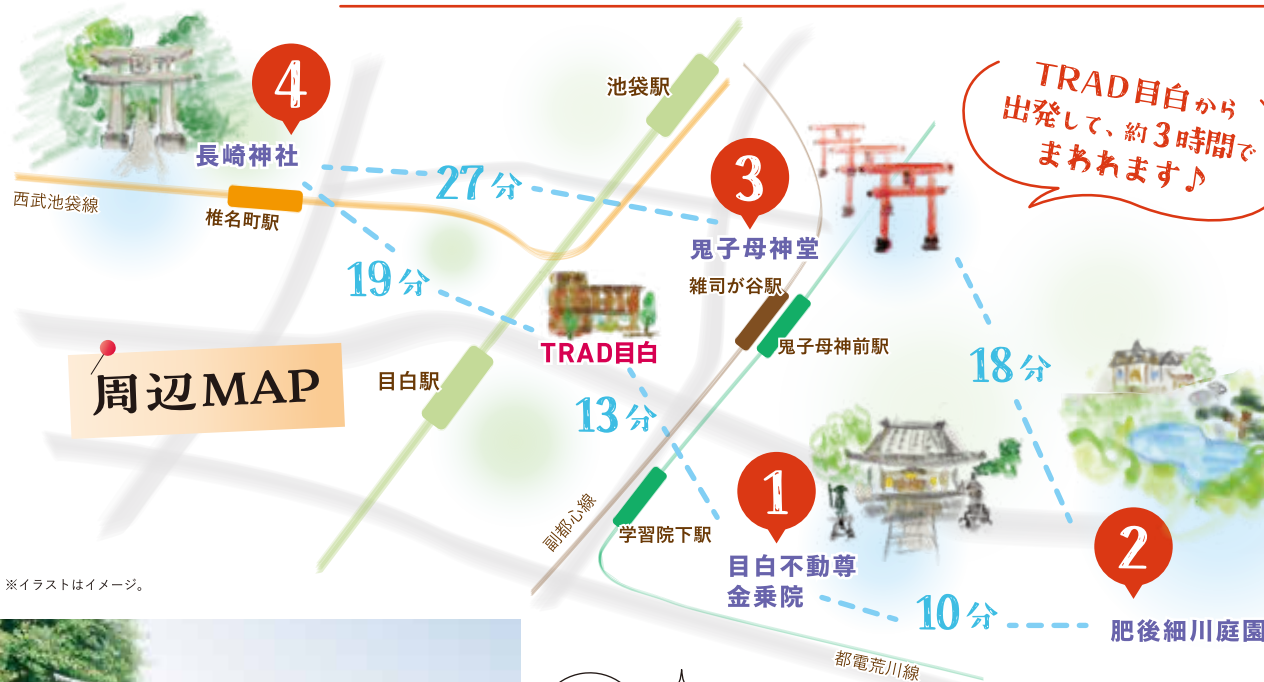 4
長崎神社
池袋駅
TRAD目白から
出発して、約3時間で
まわれます♪
27分
3
鬼子母神堂
西武池袋線
椎名町駅
19分
雑司が谷駅
TRAD目白
鬼子母神前駅
周辺MAP
目白駅
18分
13分
1
目白不動尊
金乗院
2
副都心線
学習院下駅
10分
肥後細川庭園
都電荒川線
※イラストはイメージ。